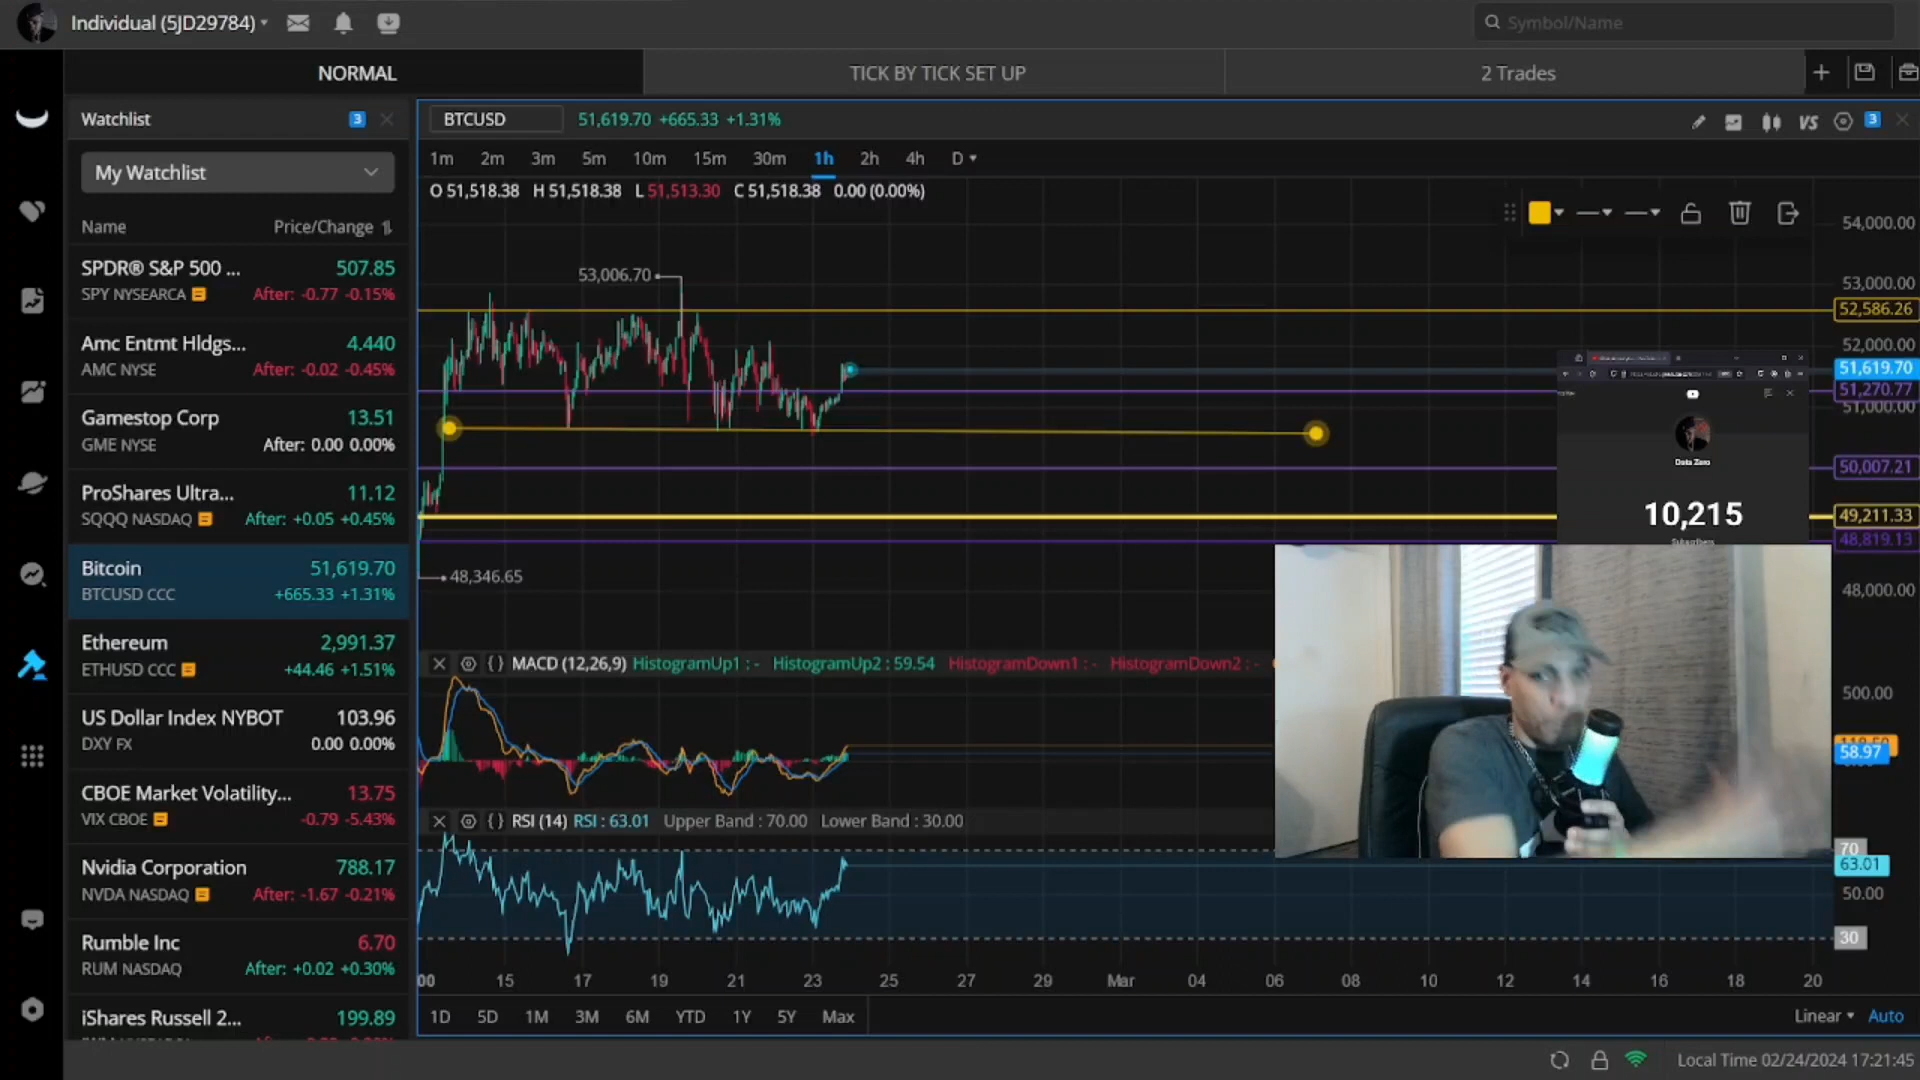 Individual (5JD29784)
Symbol/Name
NORMAL
TICK BY TICK SET UP
2 Trades
Watchlist
3
BTCUSD
51,619.70 +665.33 +1.31%
VS
3
My Watchlist
1m 2m 3m 5m 10m 15m 30m 1h 2h 4h D
O 51,518.38 H 51,518.38 L 51,513.30 C 51,518.38 0.00 (0.00%)
Name
Price/Change
SPDR® S&P 500 ...
507.85
SPY NYSEARCA
After: -0.77 -0.15%
Amc Entmt Hldgs...
4.440
AMC NYSE
After: -0.02 -0.45%
Gamestop Corp
13.51
GME NYSE
After: 0.00 0.00%
ProShares Ultra...
11.12
SQQQ NASDAQ
After: +0.05 +0.45%
Bitcoin
51,619.70
BTCUSD CCC
+665.33 +1.31%
Ethereum
2,991.37
ETHUSD CCC
+44.46 +1.51%
US Dollar Index NYBOT
103.96
DXY FX
0.00 0.00%
CBOE Market Volatility...
13.75
VIX CBOE
-0.79 -5.43%
Nvidia Corporation
788.17
NVDA NASDAQ
After: -1.67 -0.21%
Rumble Inc
6.70
RUM NASDAQ
After: +0.02 +0.30%
iShares Russell 2...
199.89
53,006.70
48,346.65
54,000.00
53,000.00
52,586.26
52,000.00
51,619.70
51,270.77
51,000.00
50,007.21
49,211.33
48,819.13
48,000.00
Data Zero
10,215
Subscribers
MACD (12,26,9) HistogramUp1 : - HistogramUp2 : 59.54 HistogramDown1 : - HistogramDown2 : -
500.00
58.97
RSI (14) RSI : 63.01 Upper Band : 70.00 Lower Band : 30.00
70
63.01
50.00
30
00 15 17 19 21 23 25 27 29 Mar 04 06 08 10 12 14 16 18 20
1D 5D 1M 3M 6M YTD 1Y 5Y Max
Linear Auto
Local Time 02/24/2024 17:21:45